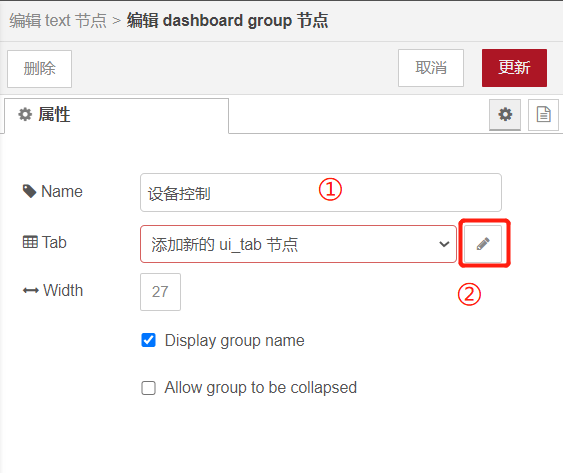 编辑 text 节点 > 编辑 dashboard group 节点
删除 取消 更新
属性
Name 设备控制 ①
Tab 添加新的 ui_tab 节点
Width 27 ②
Display group name
Allow group to be collapsed